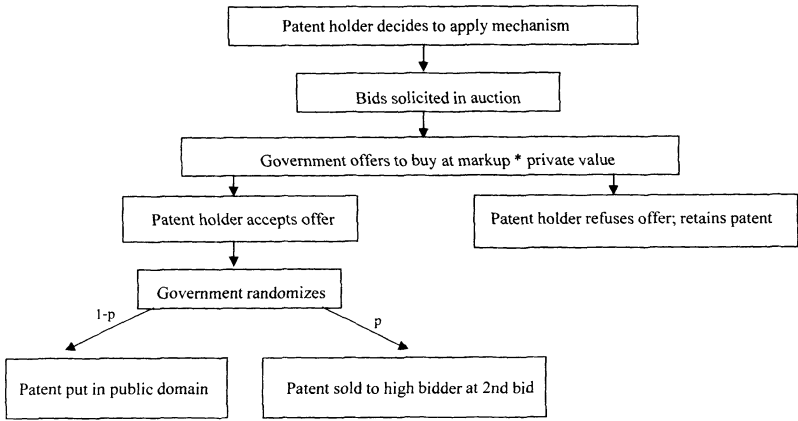 Patent holder decides to apply mechanism
Bids solicited in auction
Government offers to buy at markup * private value
Patent holder accepts offer
Patent holder refuses offer; retains patent
Government randomizes
1-p
p
Patent put in public domain
Patent sold to high bidder at 2nd bid